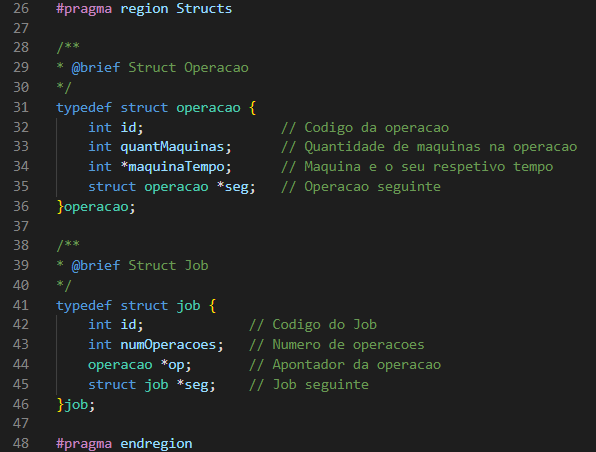 26 #pragma region Structs
27
28 /**
29 * @brief Struct Operacao
30 */
31 typedef struct operacao {
32 int id; // Codigo da operacao
33 int quantMaquinas; // Quantidade de maquinas na operacao
34 int *maquinaTempo; // Maquina e o seu respetivo tempo
35 struct operacao *seg; // Operacao seguinte
36 }operacao;
37
38 /**
39 * @brief Struct Job
40 */
41 typedef struct job {
42 int id; // Codigo do Job
43 int numOperacoes; // Numero de operacoes
44 operacao *op; // Apontador da operacao
45 struct job *seg; // Job seguinte
46 }job;
47
48 #pragma endregion